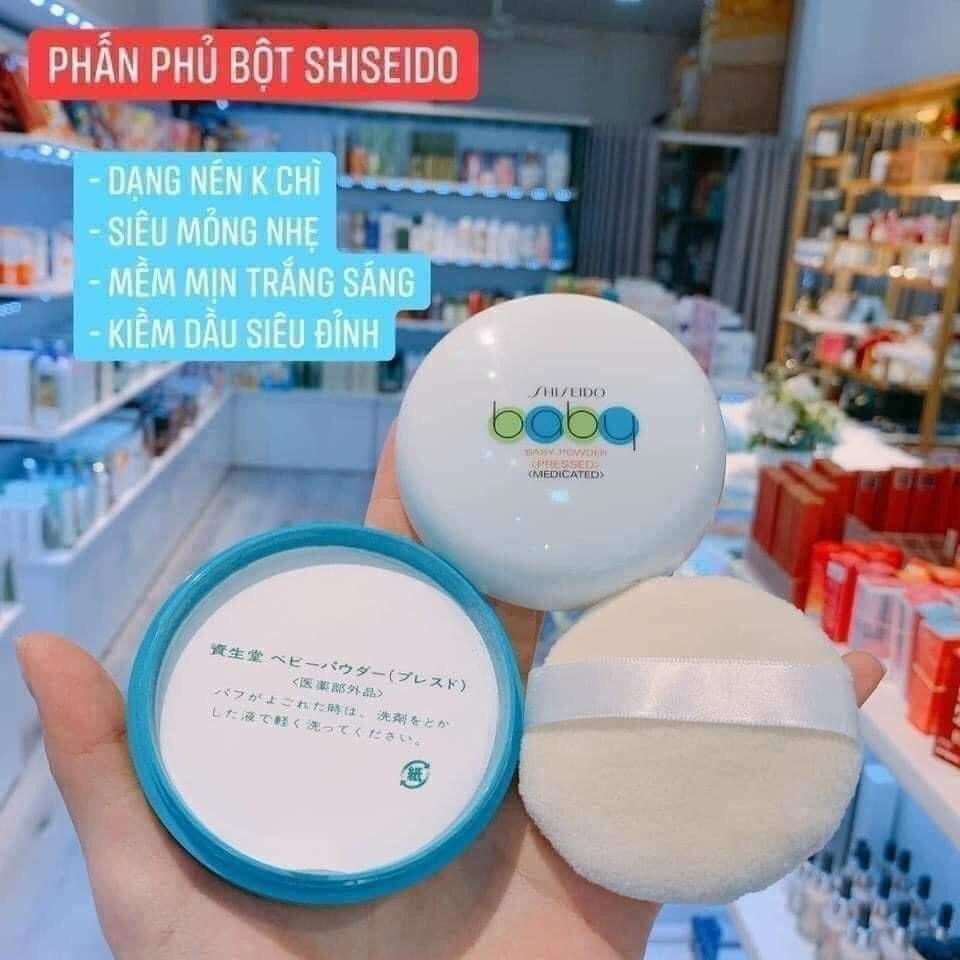 PHẤN PHỦ BỘT SHISEIDO
- DẠNG NÉN K CHÌ
- SIÊU MỎNG NHẸ
- MỀM MỊN TRẮNG SÁNG
- KIỀM DẦU SIÊU ĐỈNH
SHISEIDO
baby
BABY POWDER
〈PRESSED〉
〈MEDICATED〉
資生堂 ベビーパウダー(プレスド)
〈医薬部外品〉
パフがよごれた時は、洗剤をとか
した液で軽く洗ってください。
紙